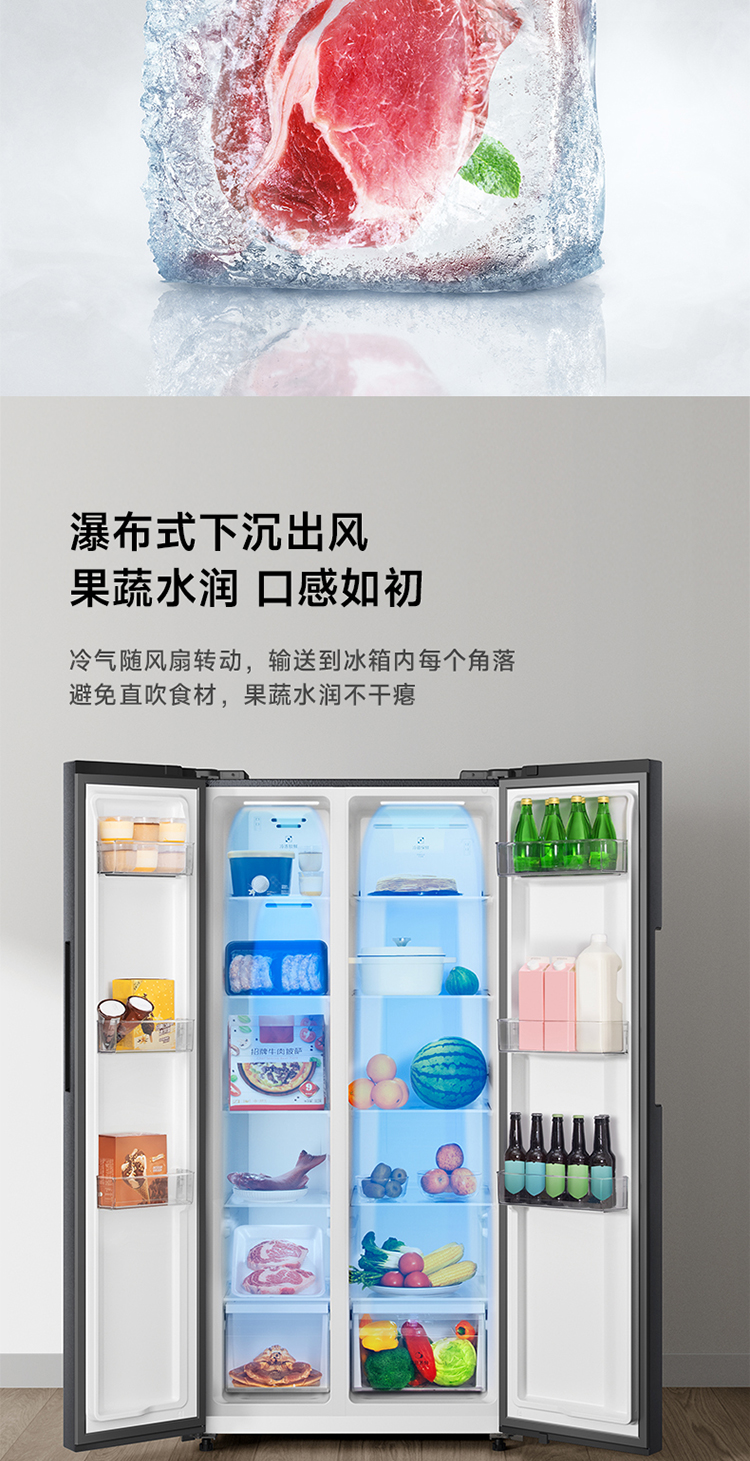 瀑布式下沉出风
果蔬水润 口感如初
冷气随风扇转动，输送到冰箱内每个角落
避免直吹食材，果蔬水润不干瘪
招牌牛肉披萨
9